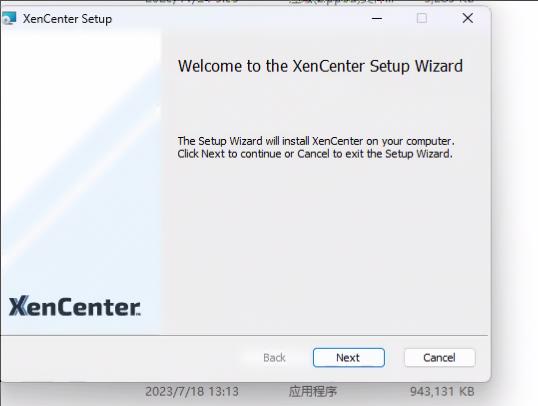 XenCenter Setup
Welcome to the XenCenter Setup Wizard
The Setup Wizard will install XenCenter on your computer.
Click Next to continue or Cancel to exit the Setup Wizard.
XenCenter
Back
Next
Cancel
2023/7/18 13:13 应用程序 943,131 KB